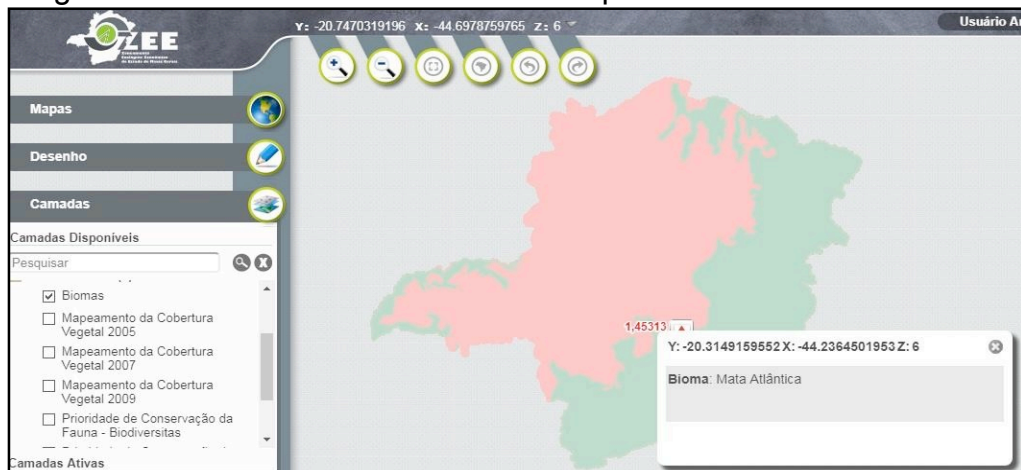 Y: -20.7470319196 X: -44.6978759765 Z: 6
Usuário
ZEE
Mapas
Desenho
Camadas
Camadas Disponíveis
Pesquisar
Biomas
Mapeamento da Cobertura
Vegetal 2005
Mapeamento da Cobertura
Vegetal 2007
Mapeamento da Cobertura
Vegetal 2009
Prioridade de Conservação da
Fauna - Biodiversitas
Camadas Ativas
1,45313
Y: -20.3149159552 X: -44.2364501953 Z: 6
Bioma: Mata Atlântica